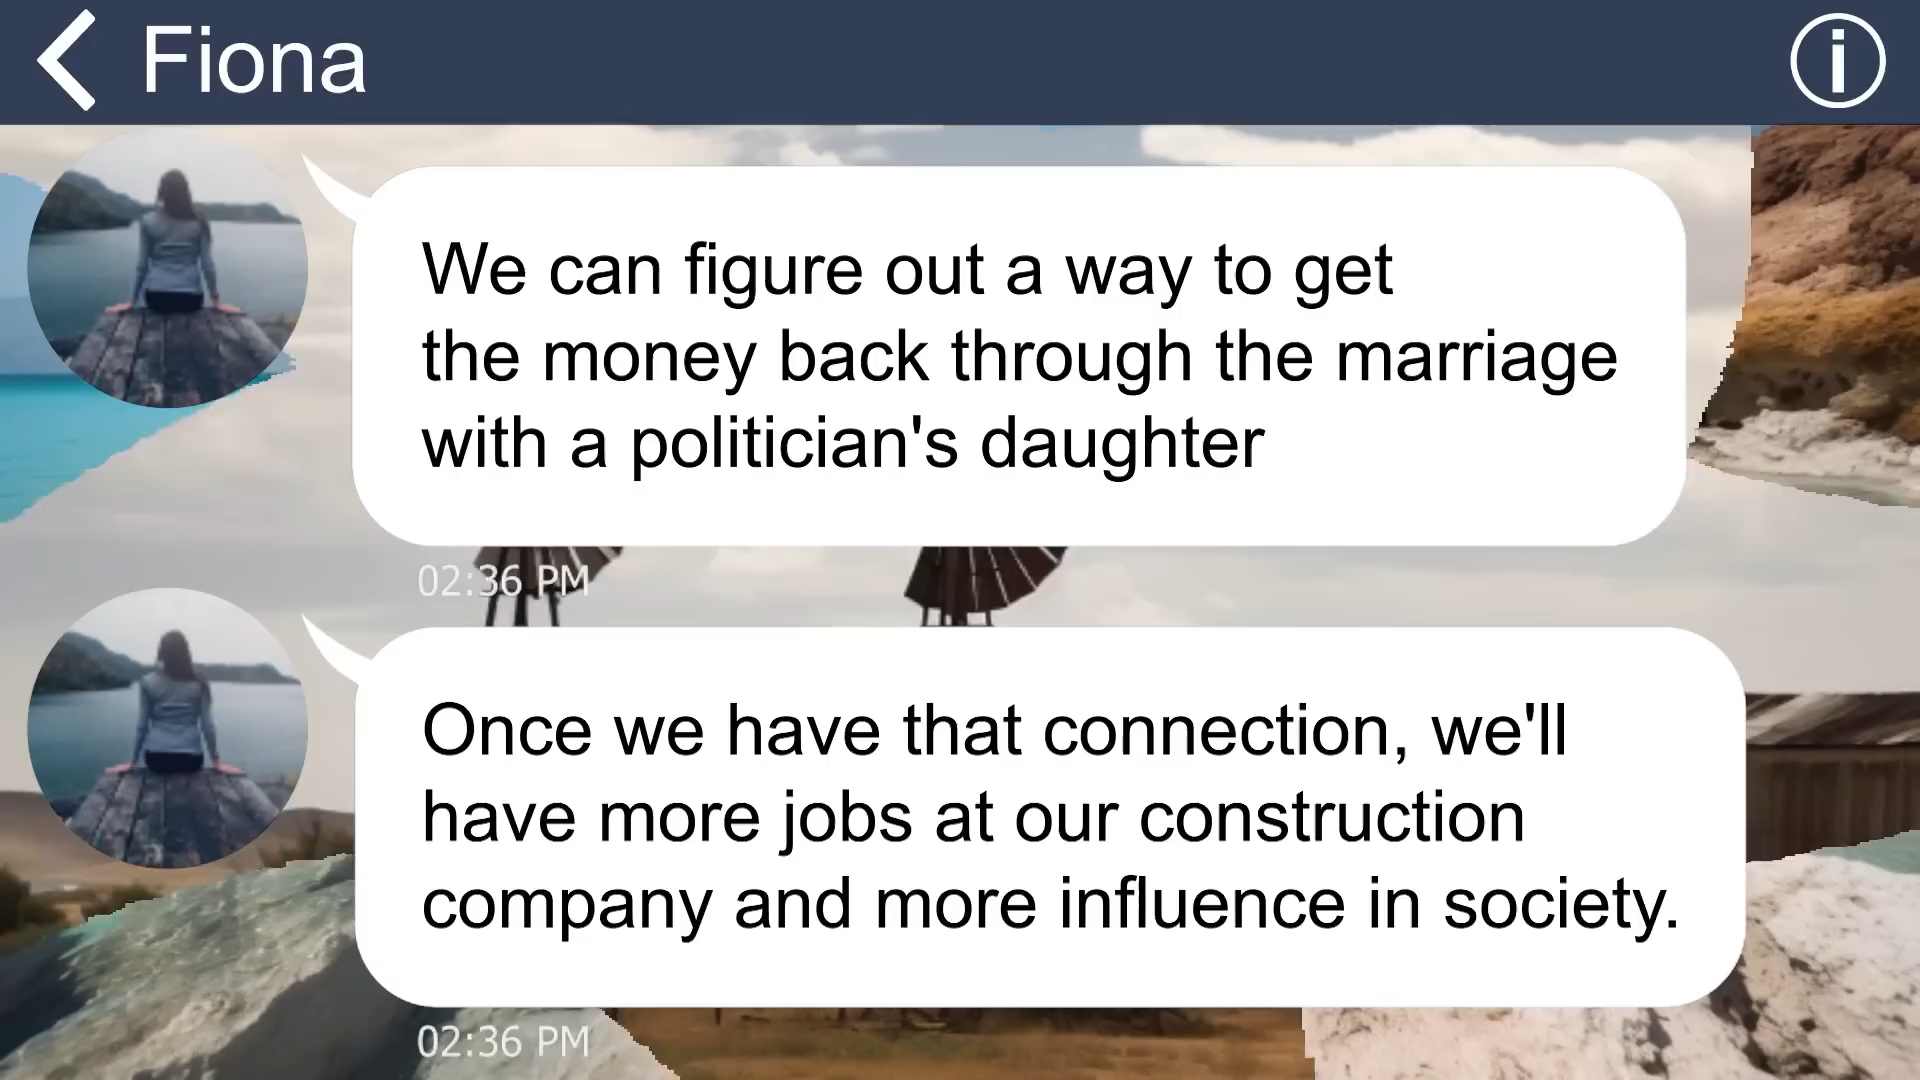 Fiona
We can figure out a way to get
the money back through the marriage
with a politician's daughter
02:36 PM
Once we have that connection, we'll
have more jobs at our construction
company and more influence in society.
02:36 PM